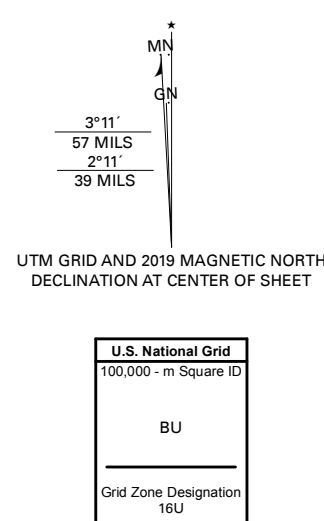 MN
GN
3°11´
57 MILS
2°11´
39 MILS
UTM GRID AND 2019 MAGNETIC NORTH
DECLINATION AT CENTER OF SHEET
U.S. National Grid
100,000 - m Square ID
BU
Grid Zone Designation
16U